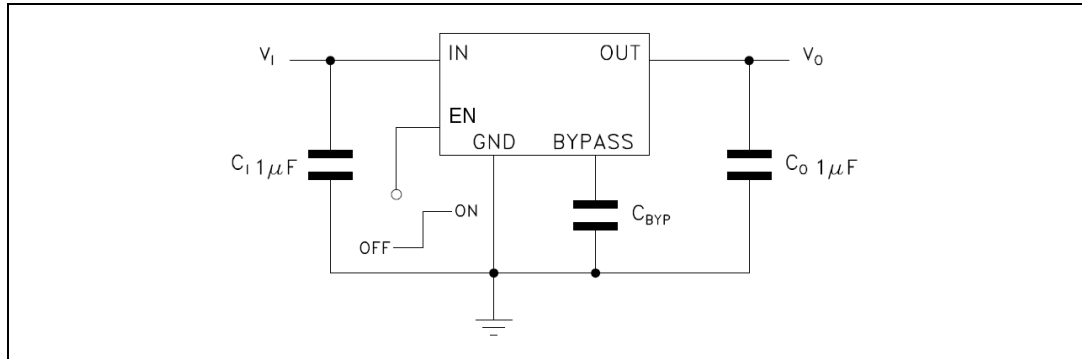 V_I IN OUT V_O
EN
GND BYPASS
C_I 1μF C_O 1μF
C_BYP
ON
OFF